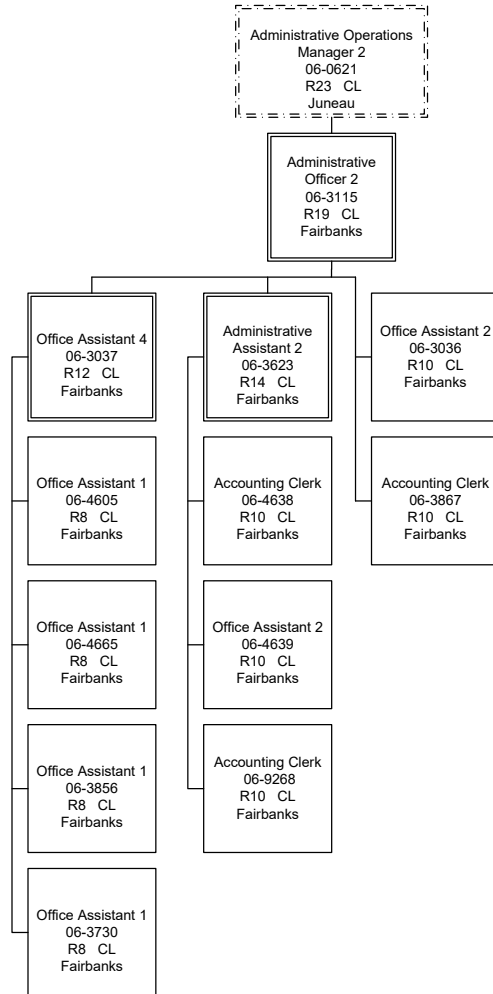 Administrative Operations
Manager 2
06-0621
R23 CL
Juneau
Administrative
Officer 2
06-3115
R19 CL
Fairbanks
Office Assistant 4
06-3037
R12 CL
Fairbanks
Administrative
Assistant 2
06-3623
R14 CL
Fairbanks
Office Assistant 2
06-3036
R10 CL
Fairbanks
Office Assistant 1
06-4605
R8 CL
Fairbanks
Accounting Clerk
06-4638
R10 CL
Fairbanks
Accounting Clerk
06-3867
R10 CL
Fairbanks
Office Assistant 1
06-4665
R8 CL
Fairbanks
Office Assistant 2
06-4639
R10 CL
Fairbanks
Office Assistant 1
06-3856
R8 CL
Fairbanks
Accounting Clerk
06-9268
R10 CL
Fairbanks
Office Assistant 1
06-3730
R8 CL
Fairbanks